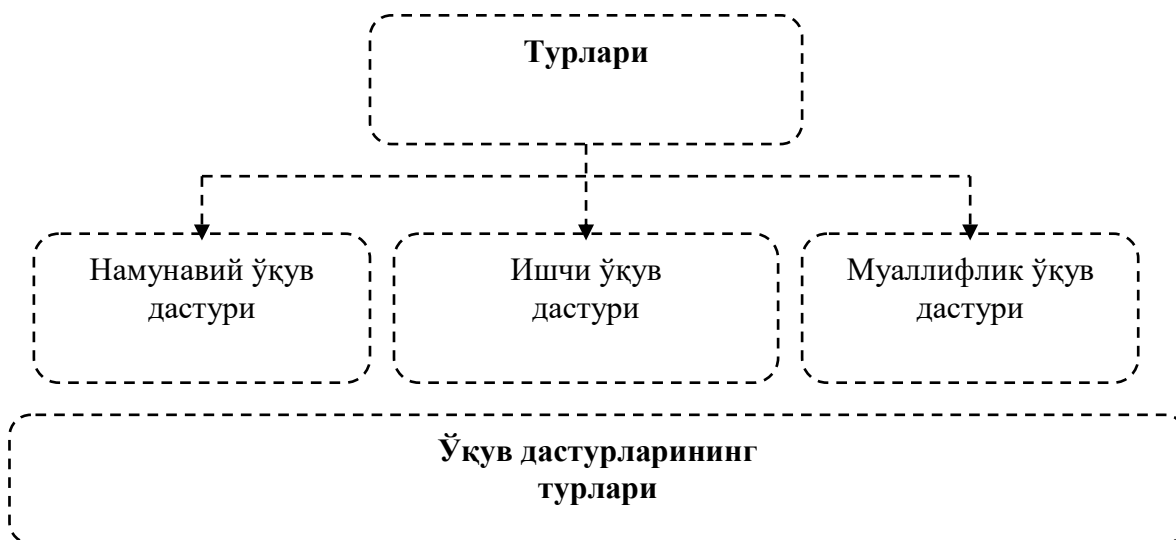 Турлари
Намунавий ўқув
дастури
Ишчи ўқув
дастури
Муаллифлик ўқув
дастури
Ўқув дастурларининг
турлари